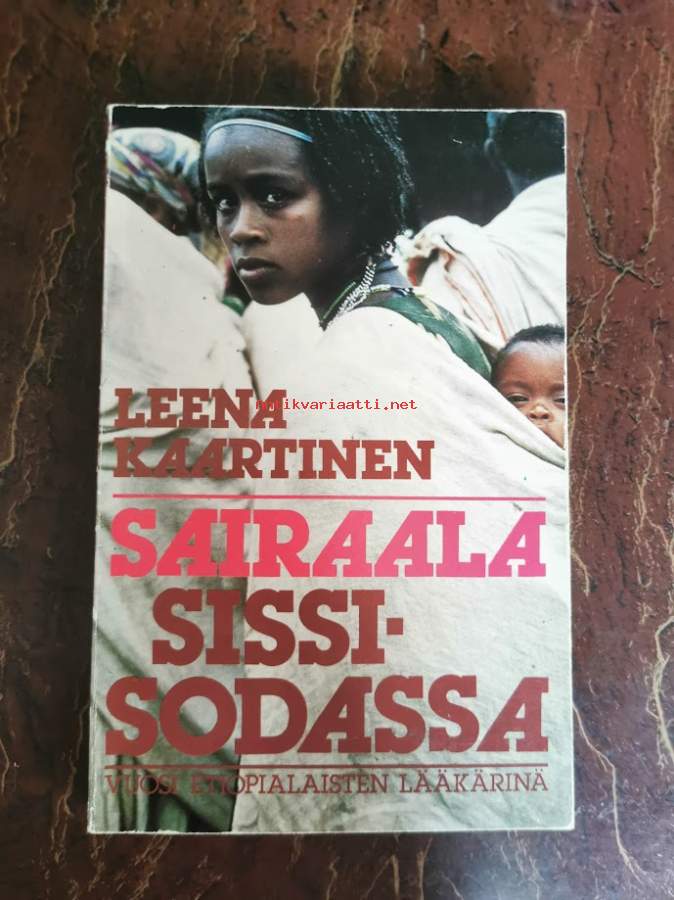 LEENA
antikvariaatti.net
KAARTINEN
SAIRAALA
SISSI-
SODASSA
VUOSI ETIOPIALAISTEN LÄÄKÄRINÄ